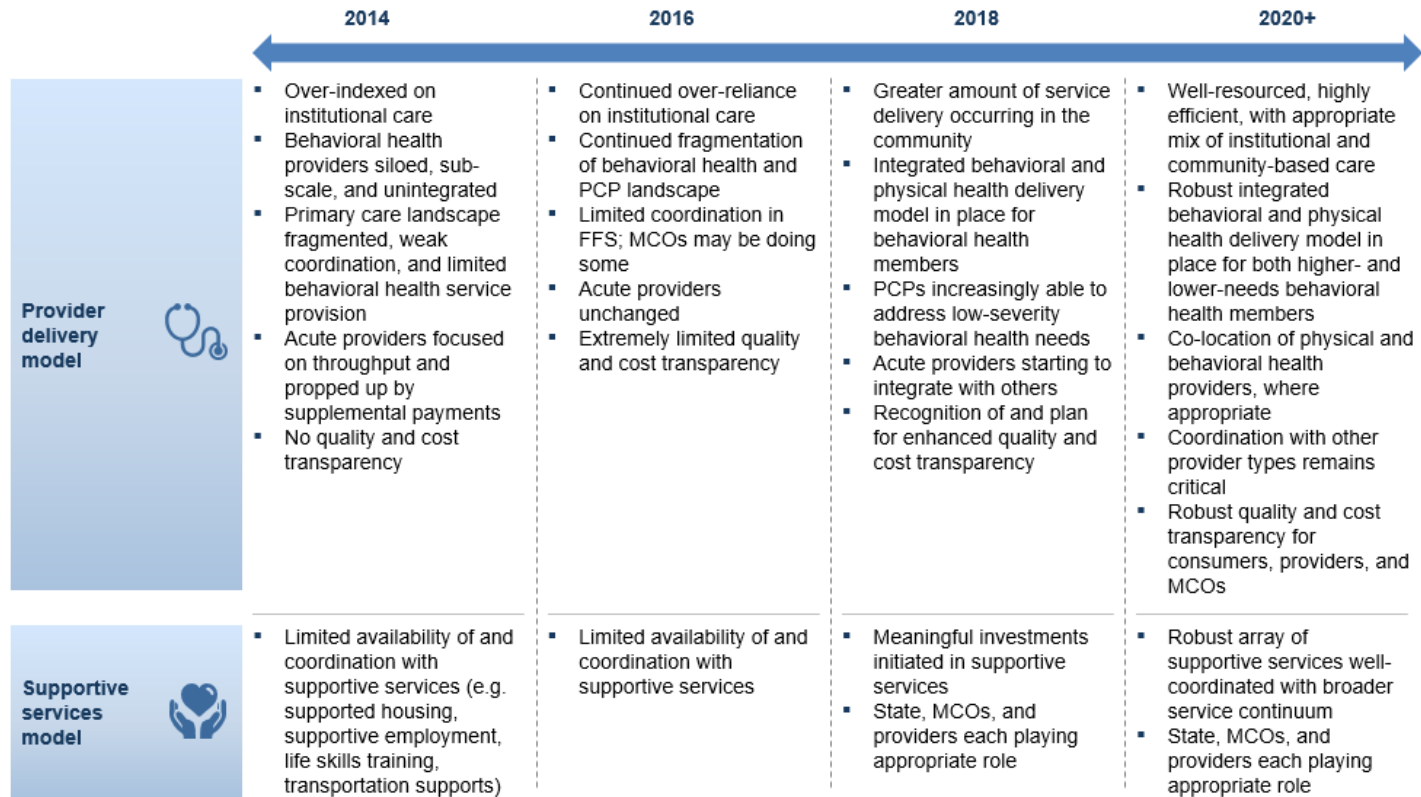 2014
2016
2018
2020+
Provider
delivery
model
▪ Over-indexed on
institutional care
▪ Behavioral health
providers siloed, sub-
scale, and unintegrated
▪ Primary care landscape
fragmented, weak
coordination, and limited
behavioral health service
provision
▪ Acute providers focused
on throughput and
propped up by
supplemental payments
▪ No quality and cost
transparency
▪ Continued over-reliance
on institutional care
▪ Continued fragmentation
of behavioral health and
PCP landscape
▪ Limited coordination in
FFS; MCOs may be doing
some
▪ Acute providers
unchanged
▪ Extremely limited quality
and cost transparency
▪ Greater amount of service
delivery occurring in the
community
▪ Integrated behavioral and
physical health delivery
model in place for
behavioral health
members
▪ PCPs increasingly able to
address low-severity
behavioral health needs
▪ Acute providers starting to
integrate with others
▪ Recognition of and plan
for enhanced quality and
cost transparency
▪ Well-resourced, highly
efficient, with appropriate
mix of institutional and
community-based care
▪ Robust integrated
behavioral and physical
health delivery model in
place for both higher- and
lower-needs behavioral
health members
▪ Co-location of physical and
behavioral health
providers, where
appropriate
▪ Coordination with other
provider types remains
critical
▪ Robust quality and cost
transparency for
consumers, providers, and
MCOs
Supportive
services
model
▪ Limited availability of and
coordination with
supportive services (e.g.
supported housing,
supportive employment,
life skills training,
transportation supports)
▪ Limited availability of and
coordination with
supportive services
▪ Meaningful investments
initiated in supportive
services
▪ State, MCOs, and
providers each playing
appropriate role
▪ Robust array of
supportive services well-
coordinated with broader
service continuum
▪ State, MCOs, and
providers each playing
appropriate role